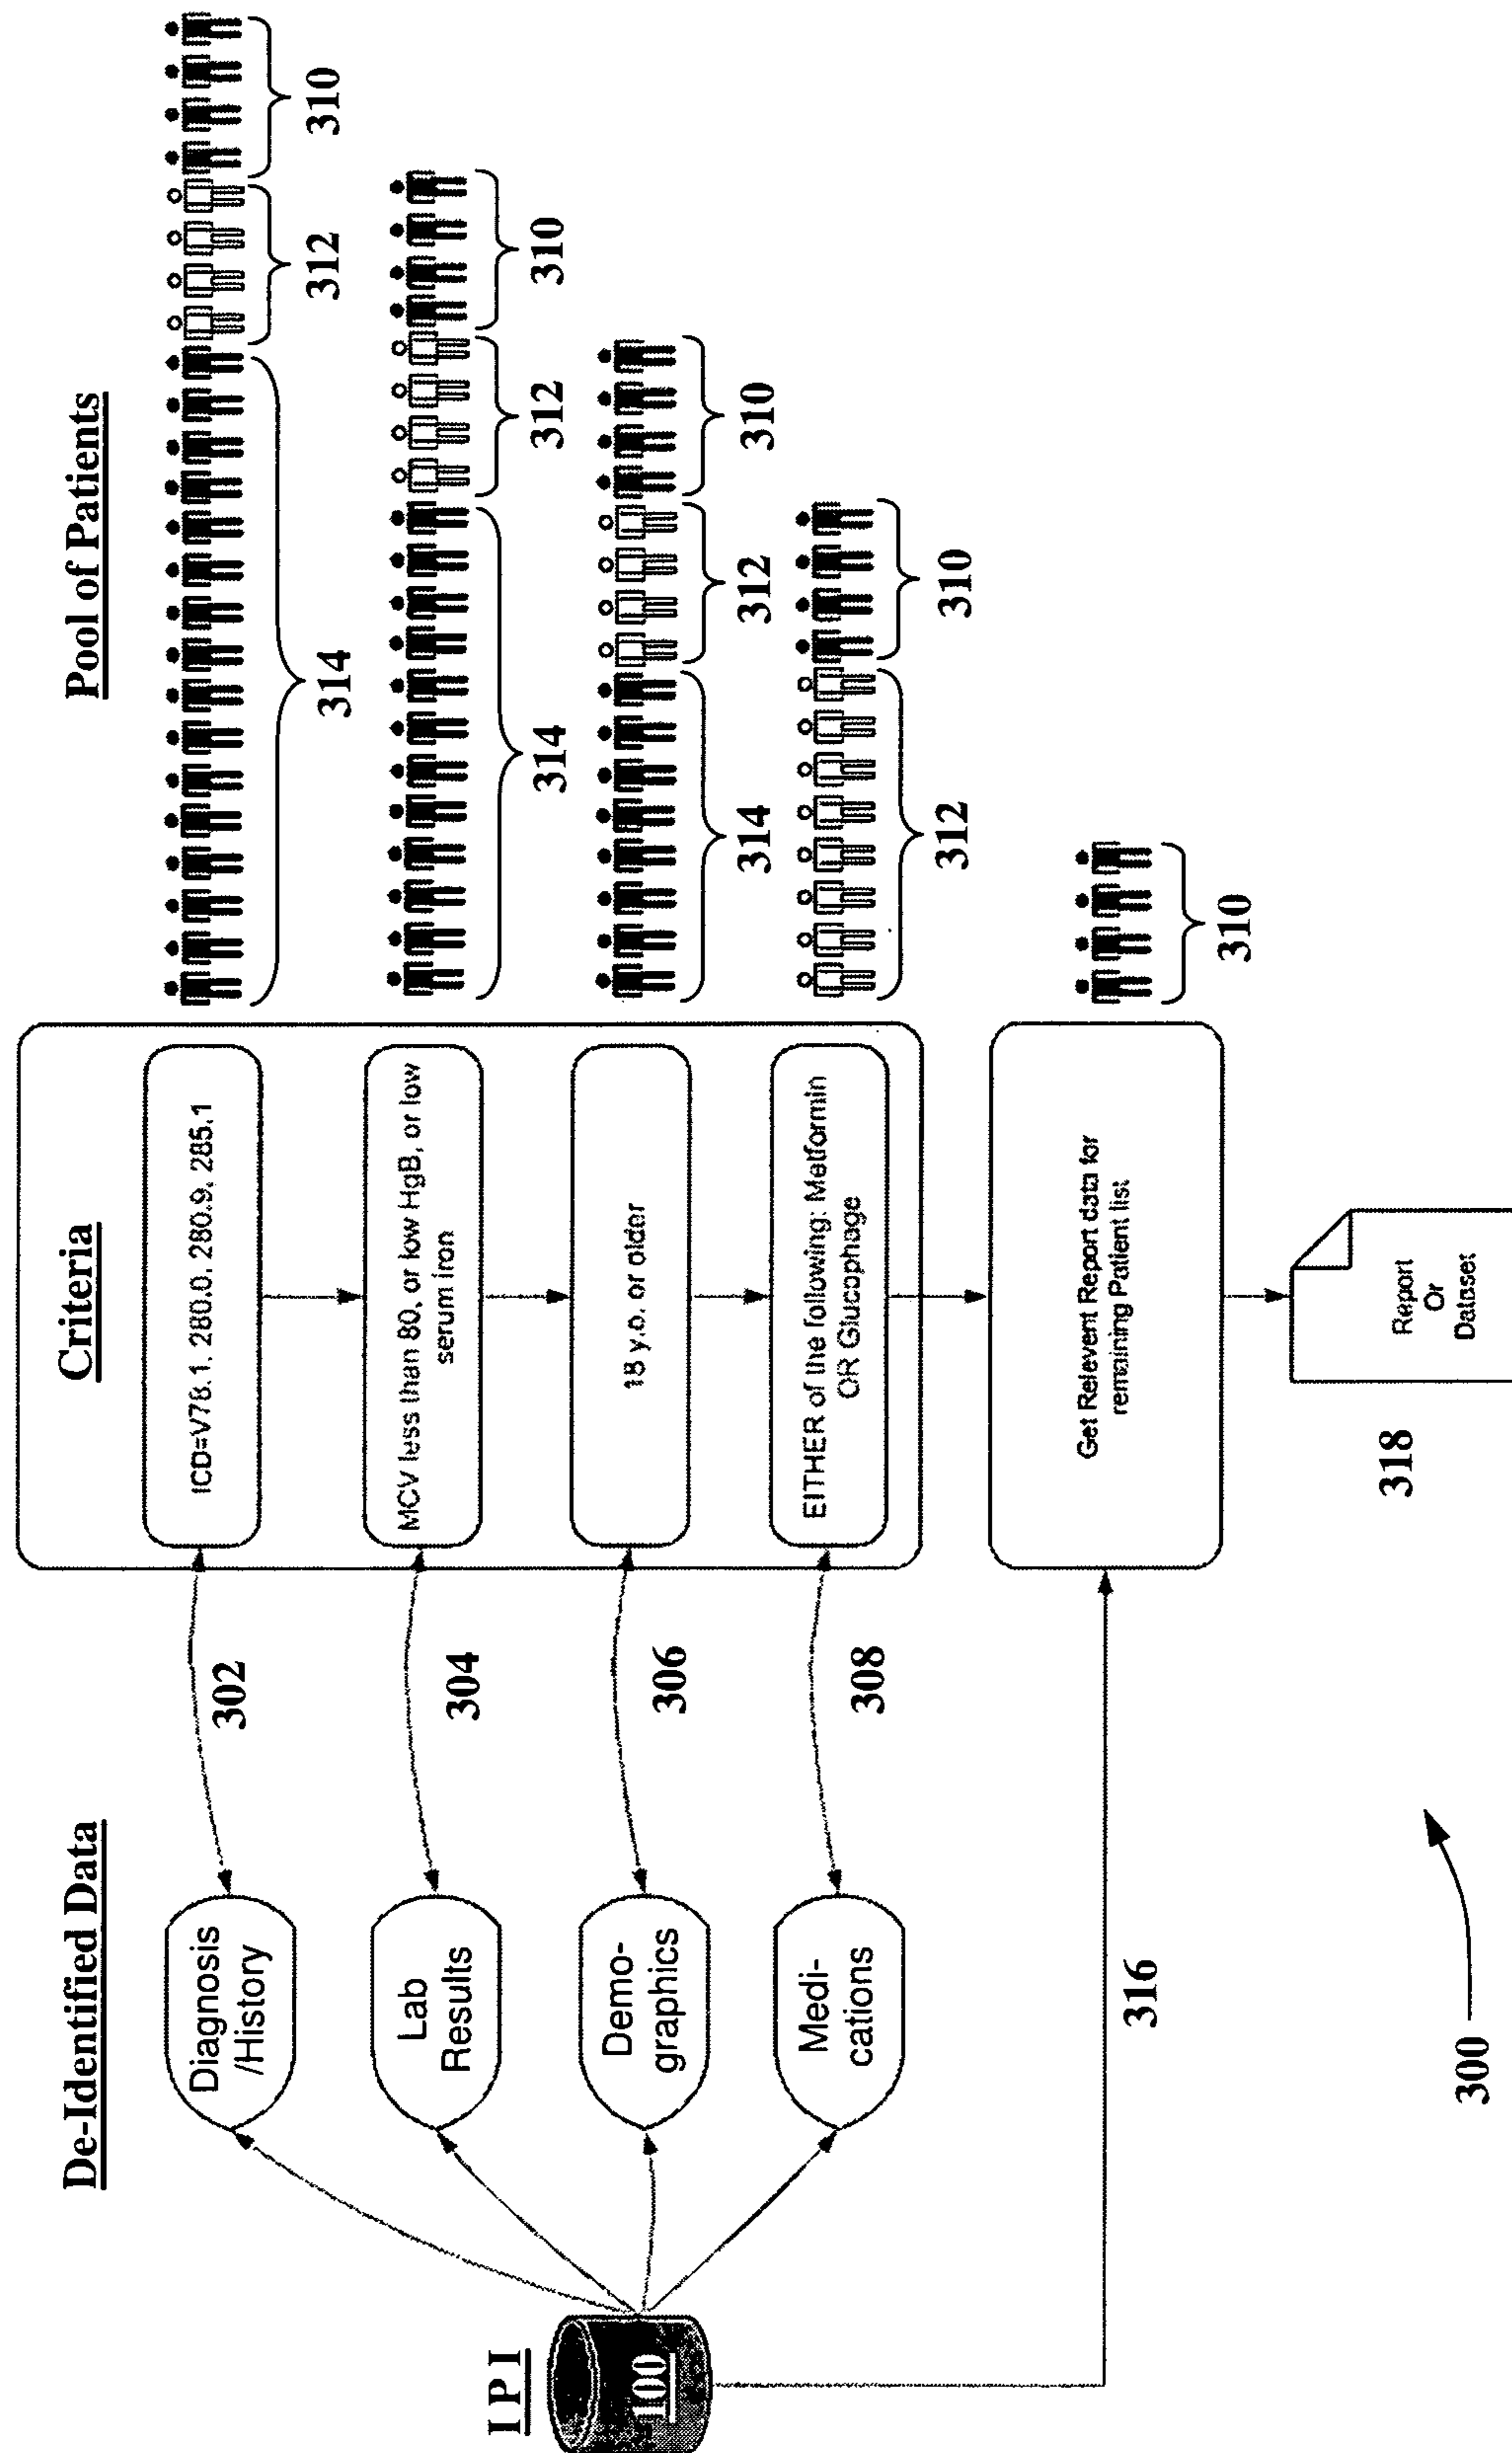 De-Identified Data
Criteria
Pool of Patients
I P I
100
Diagnosis
/History
302
ICD=V78.1, 280.0, 280.9, 285.1
314
312
310
Lab
Results
304
MCV less than 80, or low HgB, or low
serum iron
314
312
310
Demo-
graphics
306
18 y.o. or older
314
312
310
Medi-
cations
308
EITHER of the following: Metformin
OR Glucophage
312
310
316
Get Relevent Report data for
remaining Patient list
310
318
Report
Or
Dataset
300